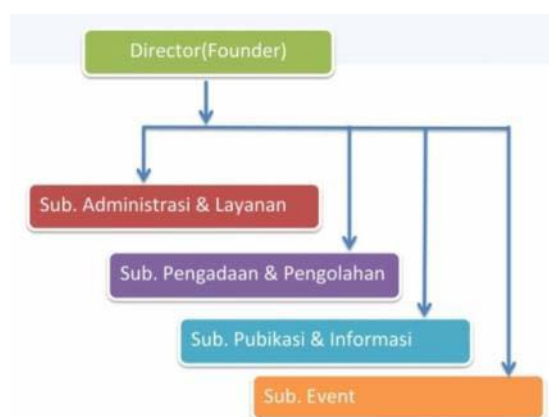 Director(Founder)
Sub. Administrasi & Layanan
Sub. Pengadaan & Pengolahan
Sub. Pubikasi & Informasi
Sub. Event